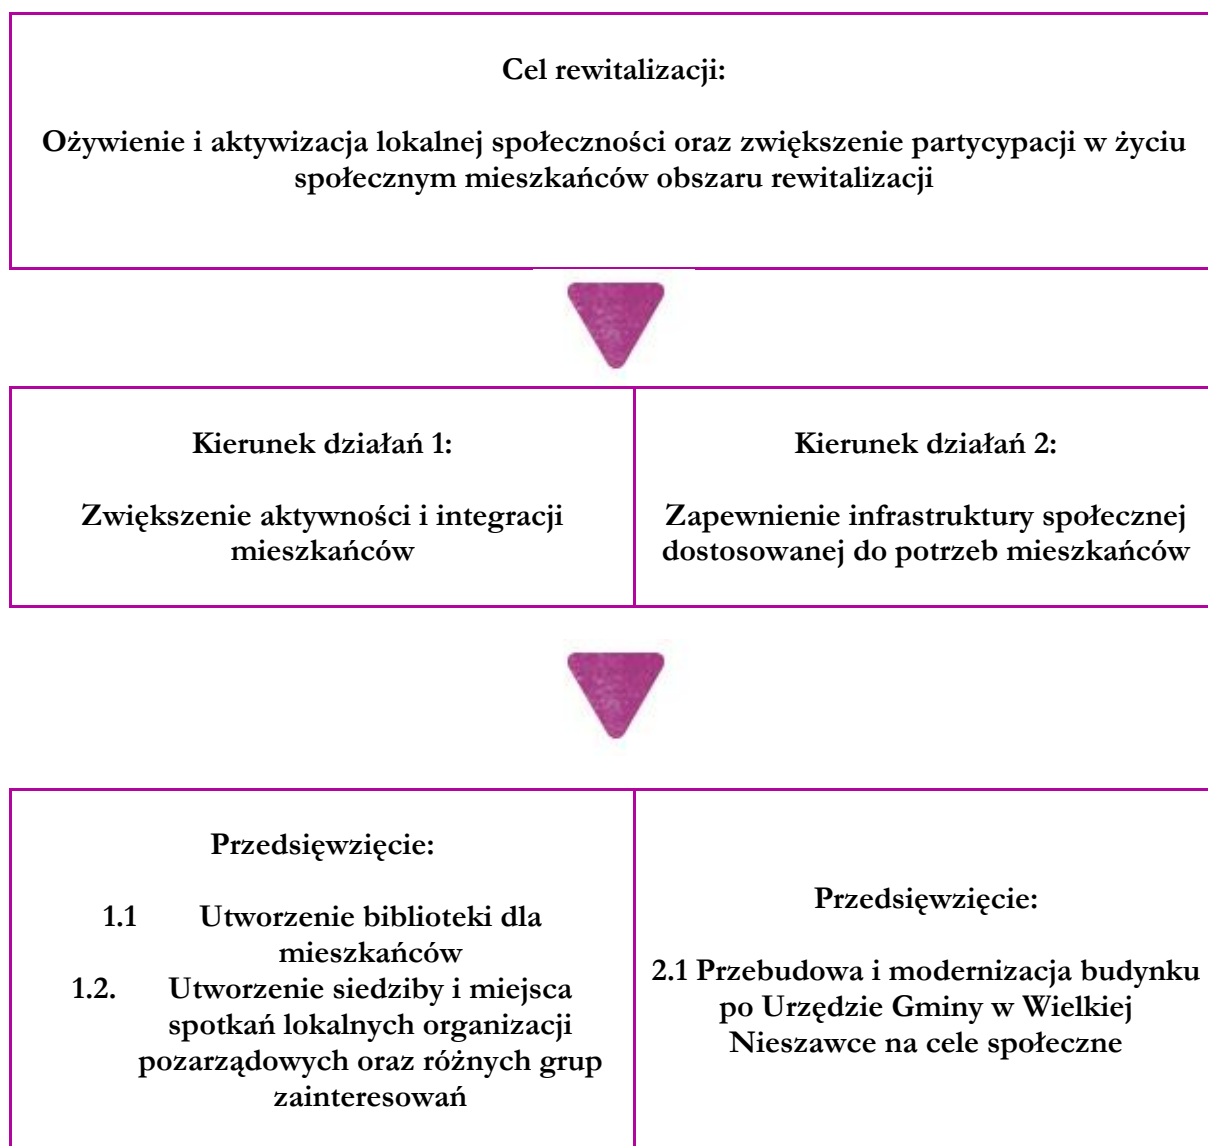 Cel rewitalizacji:
Ożywienie i aktywizacja lokalnej społeczności oraz zwiększenie partycypacji w życiu
społecznym mieszkańców obszaru rewitalizacji
Kierunek działań 1:
Zwiększenie aktywności i integracji
mieszkańców
Kierunek działań 2:
Zapewnienie infrastruktury społecznej
dostosowanej do potrzeb mieszkańców
Przedsięwzięcie:
1.1 Utworzenie biblioteki dla
mieszkańców
1.2. Utworzenie siedziby i miejsca
spotkań lokalnych organizacji
pozarządowych oraz różnych grup
zainteresowań
Przedsięwzięcie:
2.1 Przebudowa i modernizacja budynku
po Urzędzie Gminy w Wielkiej
Nieszawce na cele społeczne